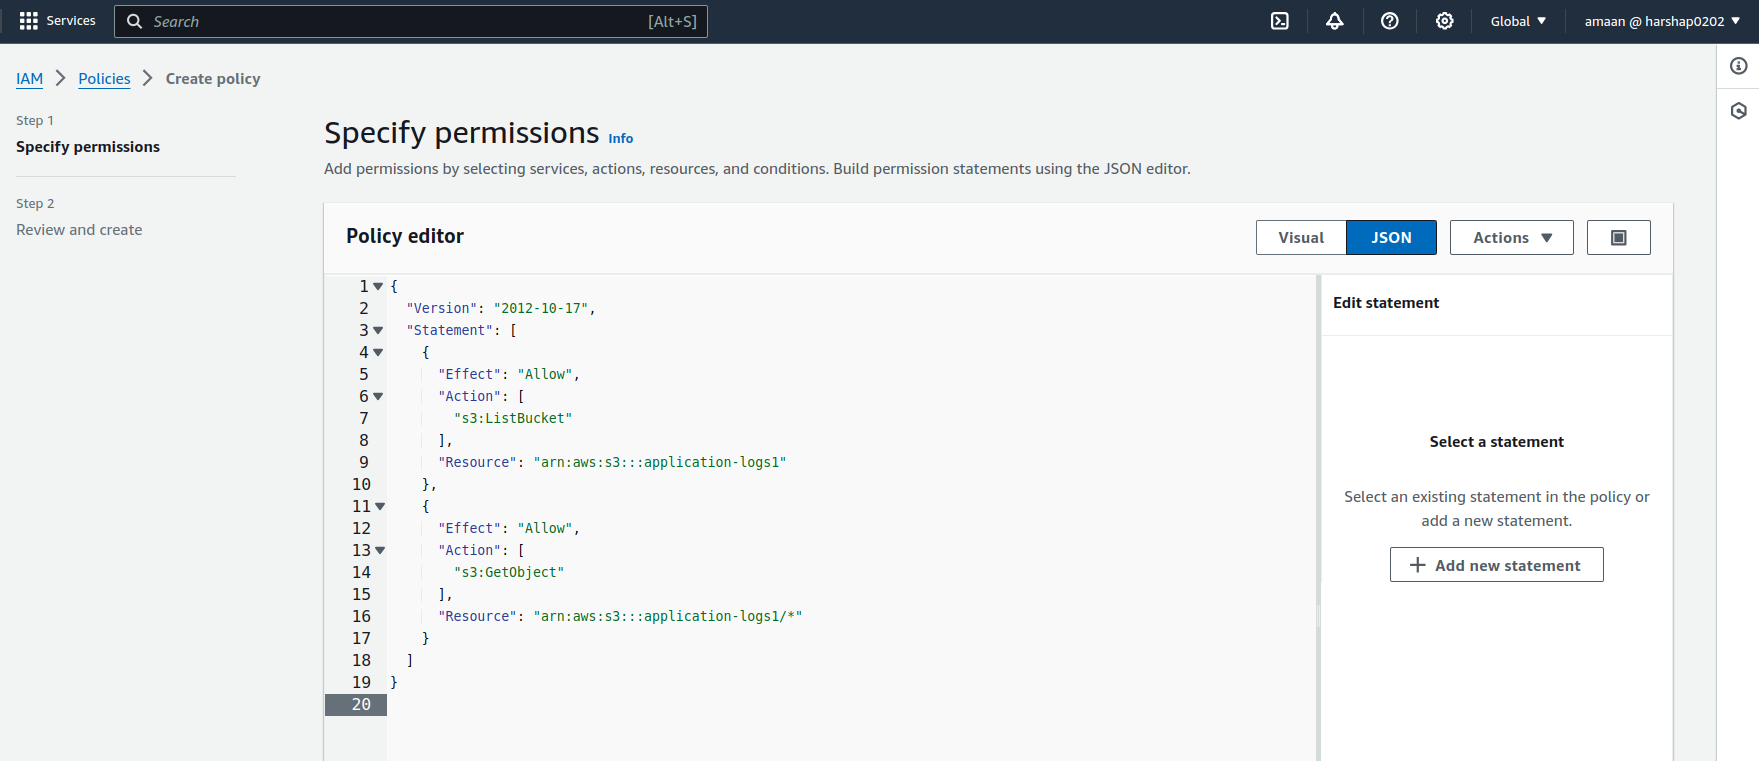 Services
Search [Alt+S]
Global
amaan @ harshap0202
IAM Policies Create policy
Step 1
Specify permissions
Step 2
Review and create
Specify permissions Info
Add permissions by selecting services, actions, resources, and conditions. Build permission statements using the JSON editor.
Policy editor
Visual JSON Actions
1 {
2 "Version": "2012-10-17",
3 "Statement": [
4 {
5 "Effect": "Allow",
6 "Action": [
7 "s3:ListBucket"
8 ],
9 "Resource": "arn:aws:s3:::application-logs1"
10 },
11 {
12 "Effect": "Allow",
13 "Action": [
14 "s3:GetObject"
15 ],
16 "Resource": "arn:aws:s3:::application-logs1/*"
17 }
18 ]
19 }
20
Edit statement
Select a statement
Select an existing statement in the policy or
add a new statement.
+ Add new statement